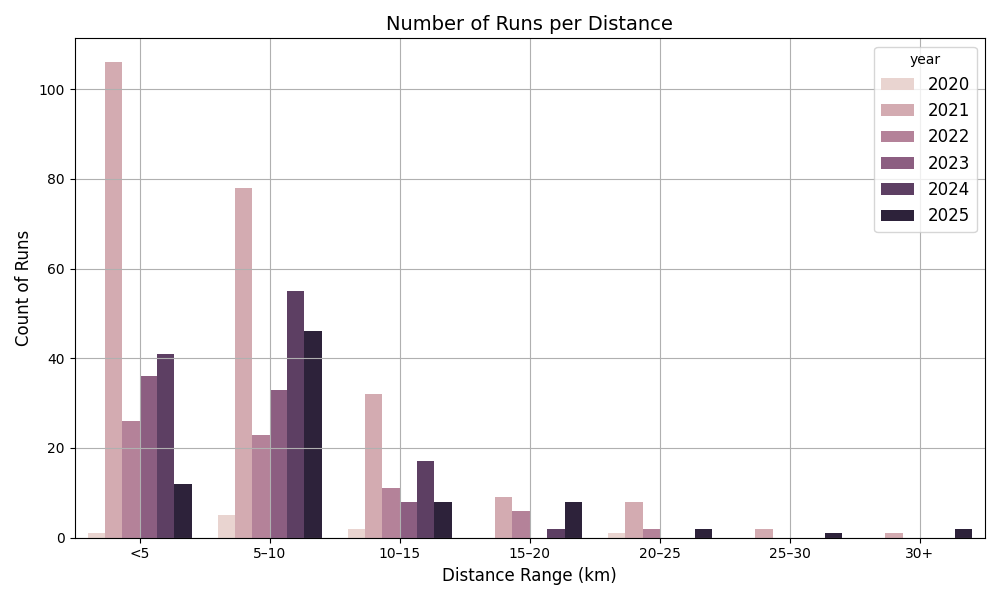 Number of Runs per Distance
Count of Runs
100
80
60
40
20
0
year
2020
2021
2022
2023
2024
2025
<5 5–10 10–15 15–20 20–25 25–30 30+
Distance Range (km)